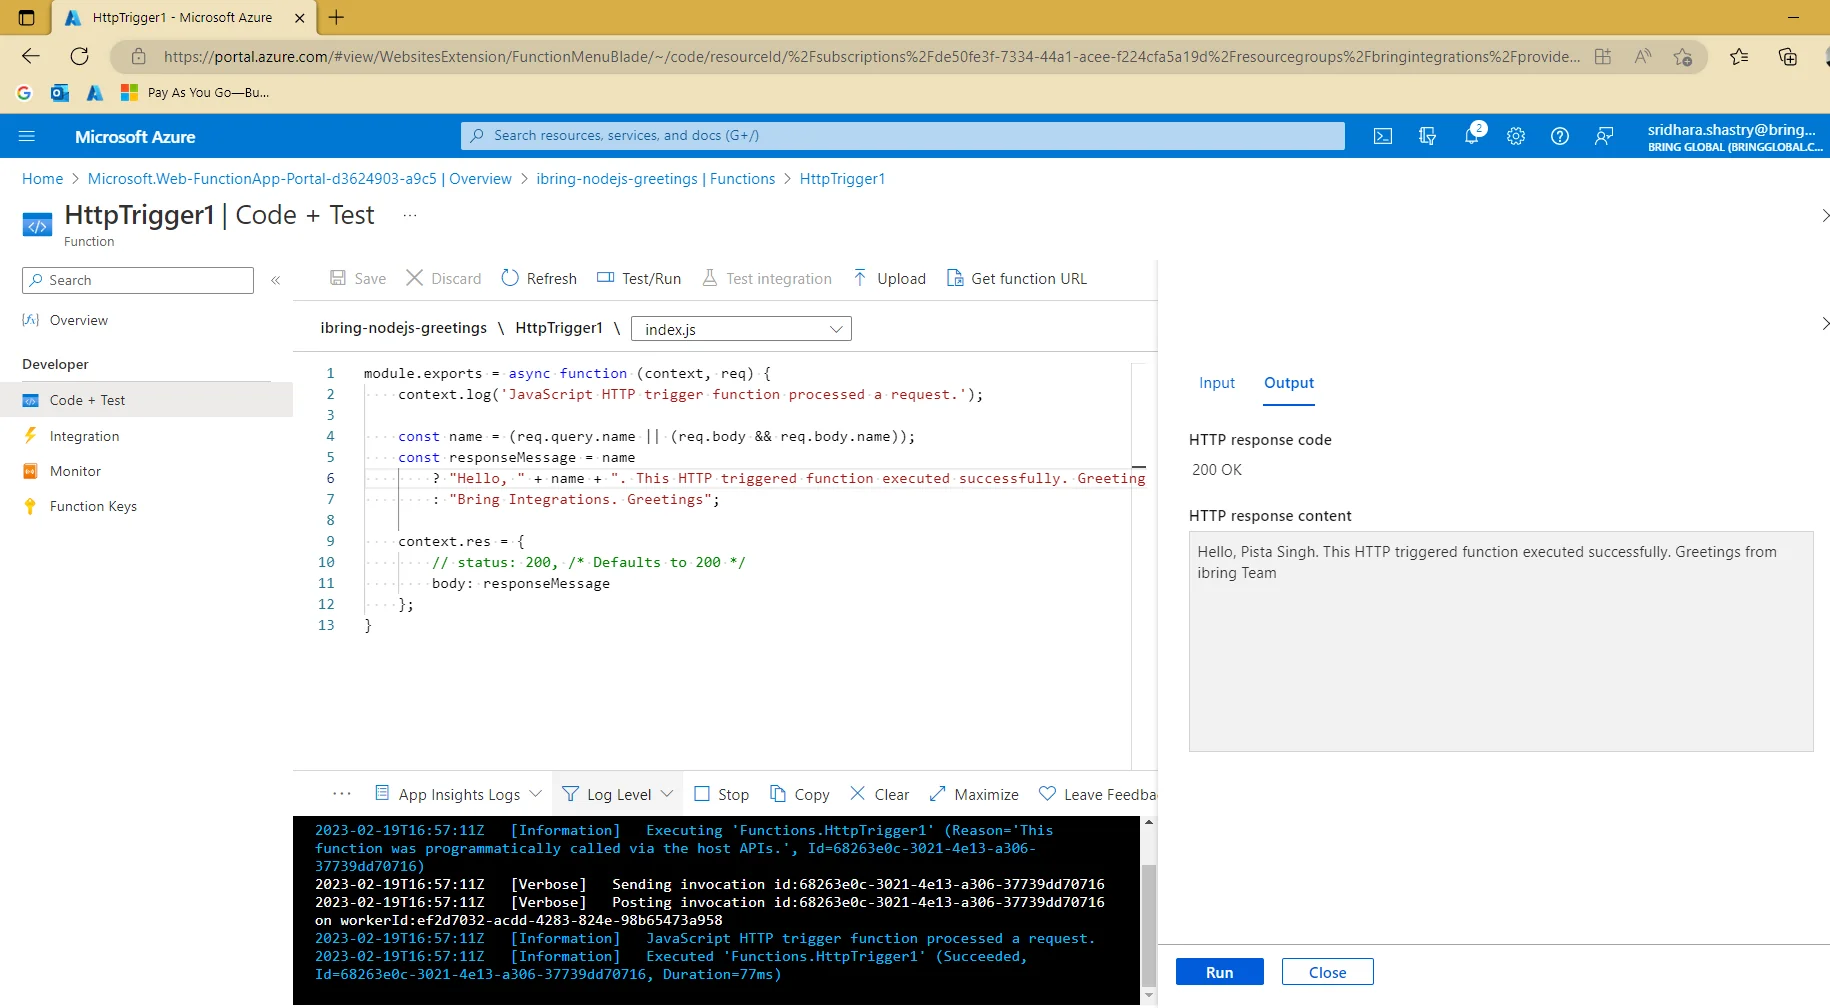 HttpTrigger1 - Microsoft Azure
https://portal.azure.com/#view/WebsitesExtension/FunctionMenuBlade/~/code/resourceId/%2Fsubscriptions%2Fde50fe3f-7334-44a1-acee-f224cfa5a19d%2Fresourcegroups%2Fbringintegrations%2Fprovide...
Pay As You Go—Bu...
Microsoft Azure
Search resources, services, and docs (G+/)
2
sridhara.shastry@bring...
BRING GLOBAL (BRINGGLOBAL.C...
Home > Microsoft.Web-FunctionApp-Portal-d3624903-a9c5 | Overview > ibring-nodejs-greetings | Functions > HttpTrigger1
HttpTrigger1 | Code + Test ...
Function
Search
Overview
Developer
Code + Test
Integration
Monitor
Function Keys
Save Discard Refresh Test/Run Test integration Upload Get function URL
ibring-nodejs-greetings \ HttpTrigger1 \ index.js
1 module.exports = async function (context, req) {
2 context.log('JavaScript HTTP trigger function processed a request.');
3
4 const name = (req.query.name || (req.body && req.body.name));
5 const responseMessage = name
6 ? "Hello, " + name + ". This HTTP triggered function executed successfully. Greeting
7 : "Bring Integrations. Greetings";
8
9 context.res = {
10 // status: 200, /* Defaults to 200 */
11 body: responseMessage
12 };
13 }
... App Insights Logs Log Level Stop Copy Clear Maximize Leave Feedba
2023-02-19T16:57:11Z [Information] Executing 'Functions.HttpTrigger1' (Reason='This
function was programmatically called via the host APIs.', Id=68263e0c-3021-4e13-a306-
37739dd70716)
2023-02-19T16:57:11Z [Verbose] Sending invocation id:68263e0c-3021-4e13-a306-37739dd70716
2023-02-19T16:57:11Z [Verbose] Posting invocation id:68263e0c-3021-4e13-a306-37739dd70716
on workerId:ef2d7032-acdd-4283-824e-98b65473a958
2023-02-19T16:57:11Z [Information] JavaScript HTTP trigger function processed a request.
2023-02-19T16:57:11Z [Information] Executed 'Functions.HttpTrigger1' (Succeeded,
Id=68263e0c-3021-4e13-a306-37739dd70716, Duration=77ms)
Input Output
HTTP response code
200 OK
HTTP response content
Hello, Pista Singh. This HTTP triggered function executed successfully. Greetings from
ibring Team
Run Close